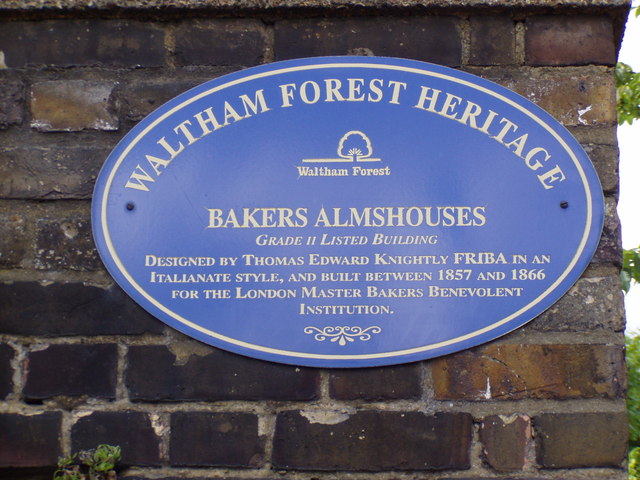 WALTHAM FOREST HERITAGE
Waltham Forest
BAKERS ALMSHOUSES
GRADE II LISTED BUILDING
DESIGNED BY THOMAS EDWARD KNIGHTLY FRIBA IN AN
ITALIANATE STYLE, AND BUILT BETWEEN 1857 AND 1866
FOR THE LONDON MASTER BAKERS BENEVOLENT
INSTITUTION.